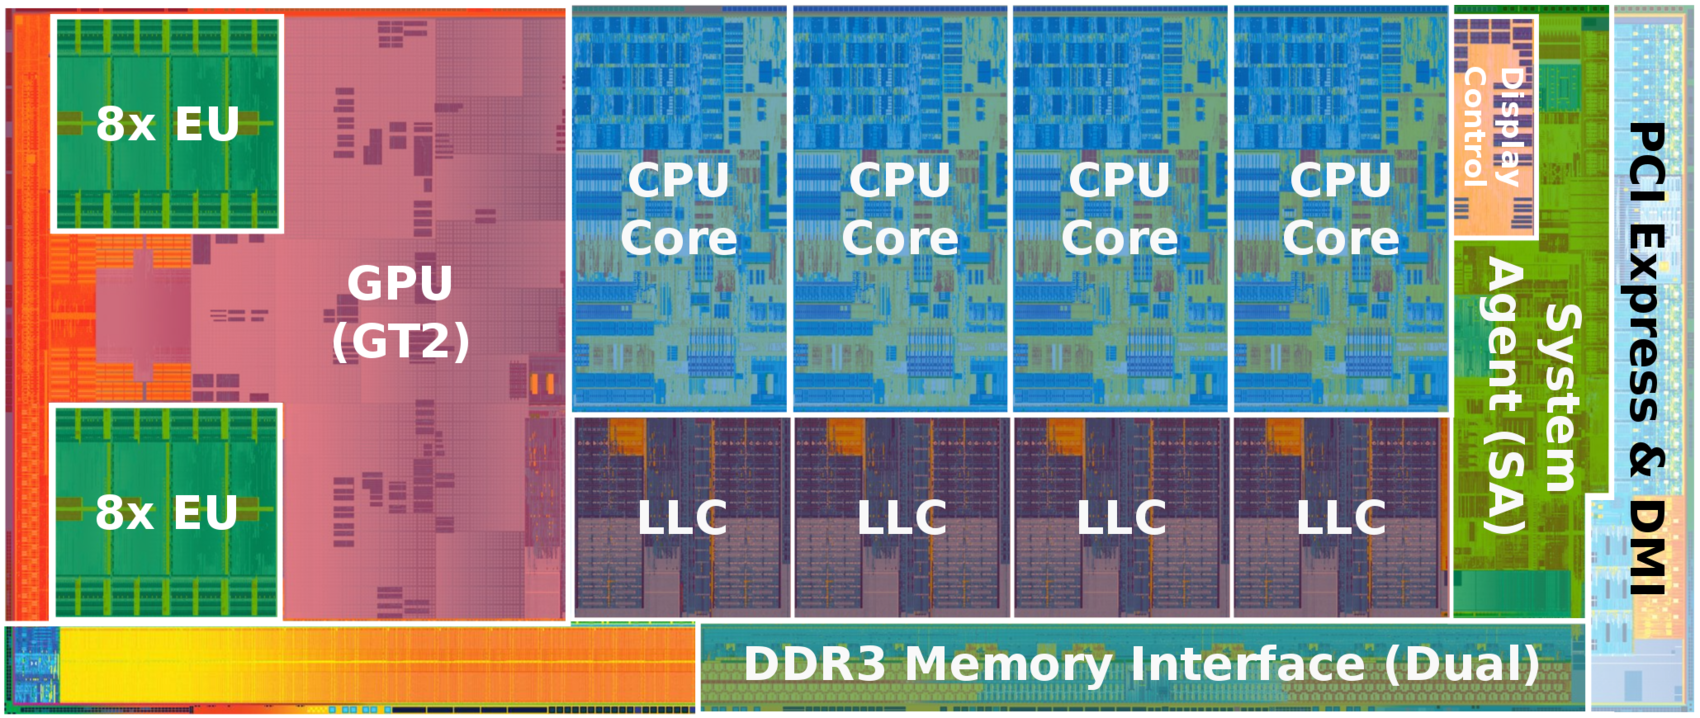 8x EU
8x EU
GPU
(GT2)
CPU
Core
CPU
Core
CPU
Core
CPU
Core
LLC
LLC
LLC
LLC
Display
Control
System
Agent (SA)
PCI Express & DMI
DDR3 Memory Interface (Dual)